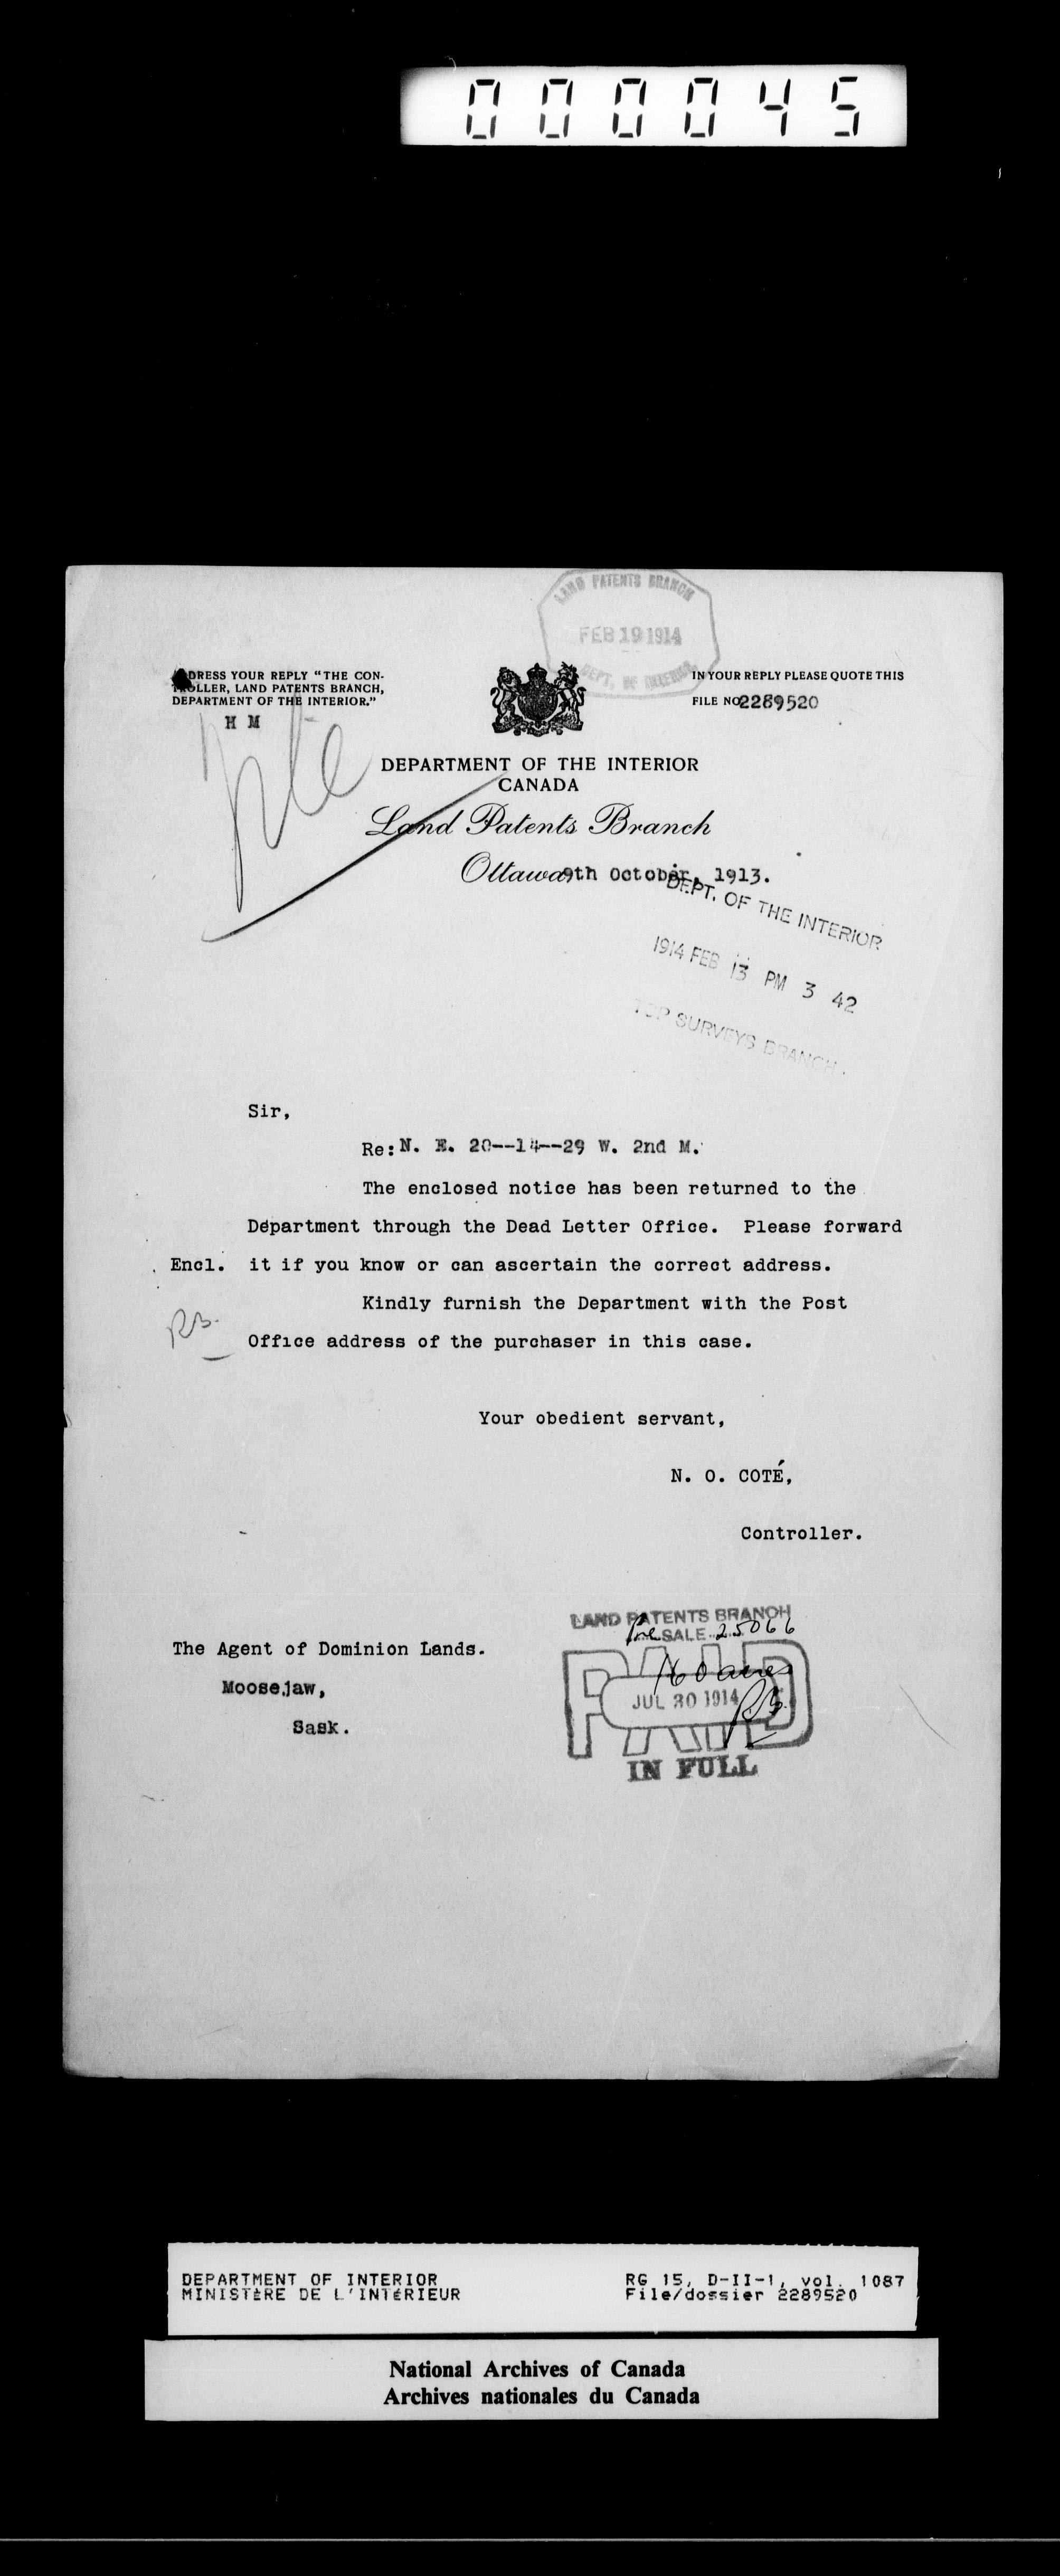 000045
LAND PATENTS BRANCH
FEB 19 1914
DEPT. OF INTERIOR
ADDRESS YOUR REPLY "THE CON-
TROLLER, LAND PATENTS BRANCH,
DEPARTMENT OF THE INTERIOR."
H M
IN YOUR REPLY PLEASE QUOTE THIS
FILE NO 2289520
DEPARTMENT OF THE INTERIOR
CANADA
Land Patents Branch
Ottawa 9th October, 1913.
DEPT. OF THE INTERIOR
1914 FEB 13 PM 3 42
TOP SURVEYS BRANCH.
Sir,
Re: N. E. 20--14--29 W. 2nd M.
The enclosed notice has been returned to the
Department through the Dead Letter Office. Please forward
Encl. it if you know or can ascertain the correct address.
Kindly furnish the Department with the Post
RB.
Office address of the purchaser in this case.
Your obedient servant,
N. O. COTÉ,
Controller.
LAND PATENTS BRANCH
Pre SALE 25066
160 acres
PAID
JUL 30 1914
RB.
IN FULL
The Agent of Dominion Lands.
Moosejaw,
Sask.
DEPARTMENT OF INTERIOR
MINISTÈRE DE L'INTÉRIEUR
RG 15, D-II-1, vol. 1087
File/dossier 2289520
National Archives of Canada
Archives nationales du Canada